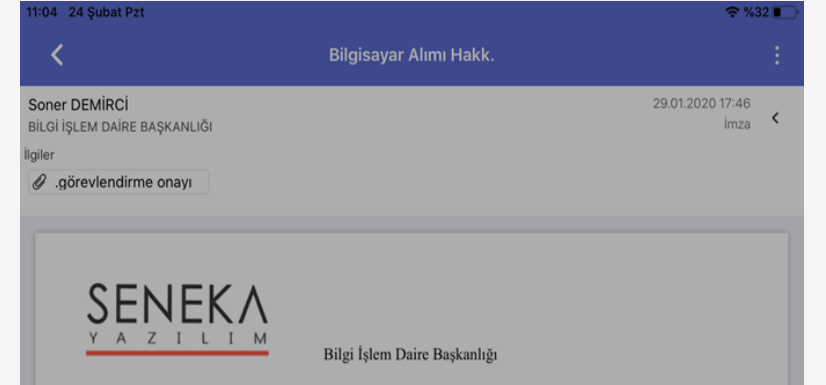 11:04 24 Şubat Pzt %32
Bilgisayar Alımı Hakk.
Soner DEMİRCİ 29.01.2020 17:46
BİLGİ İŞLEM DAİRE BAŞKANLIĞI İmza
İlgiler
.görevlendirme onayı
SENEKA
YAZILIM
Bilgi İşlem Daire Başkanlığı